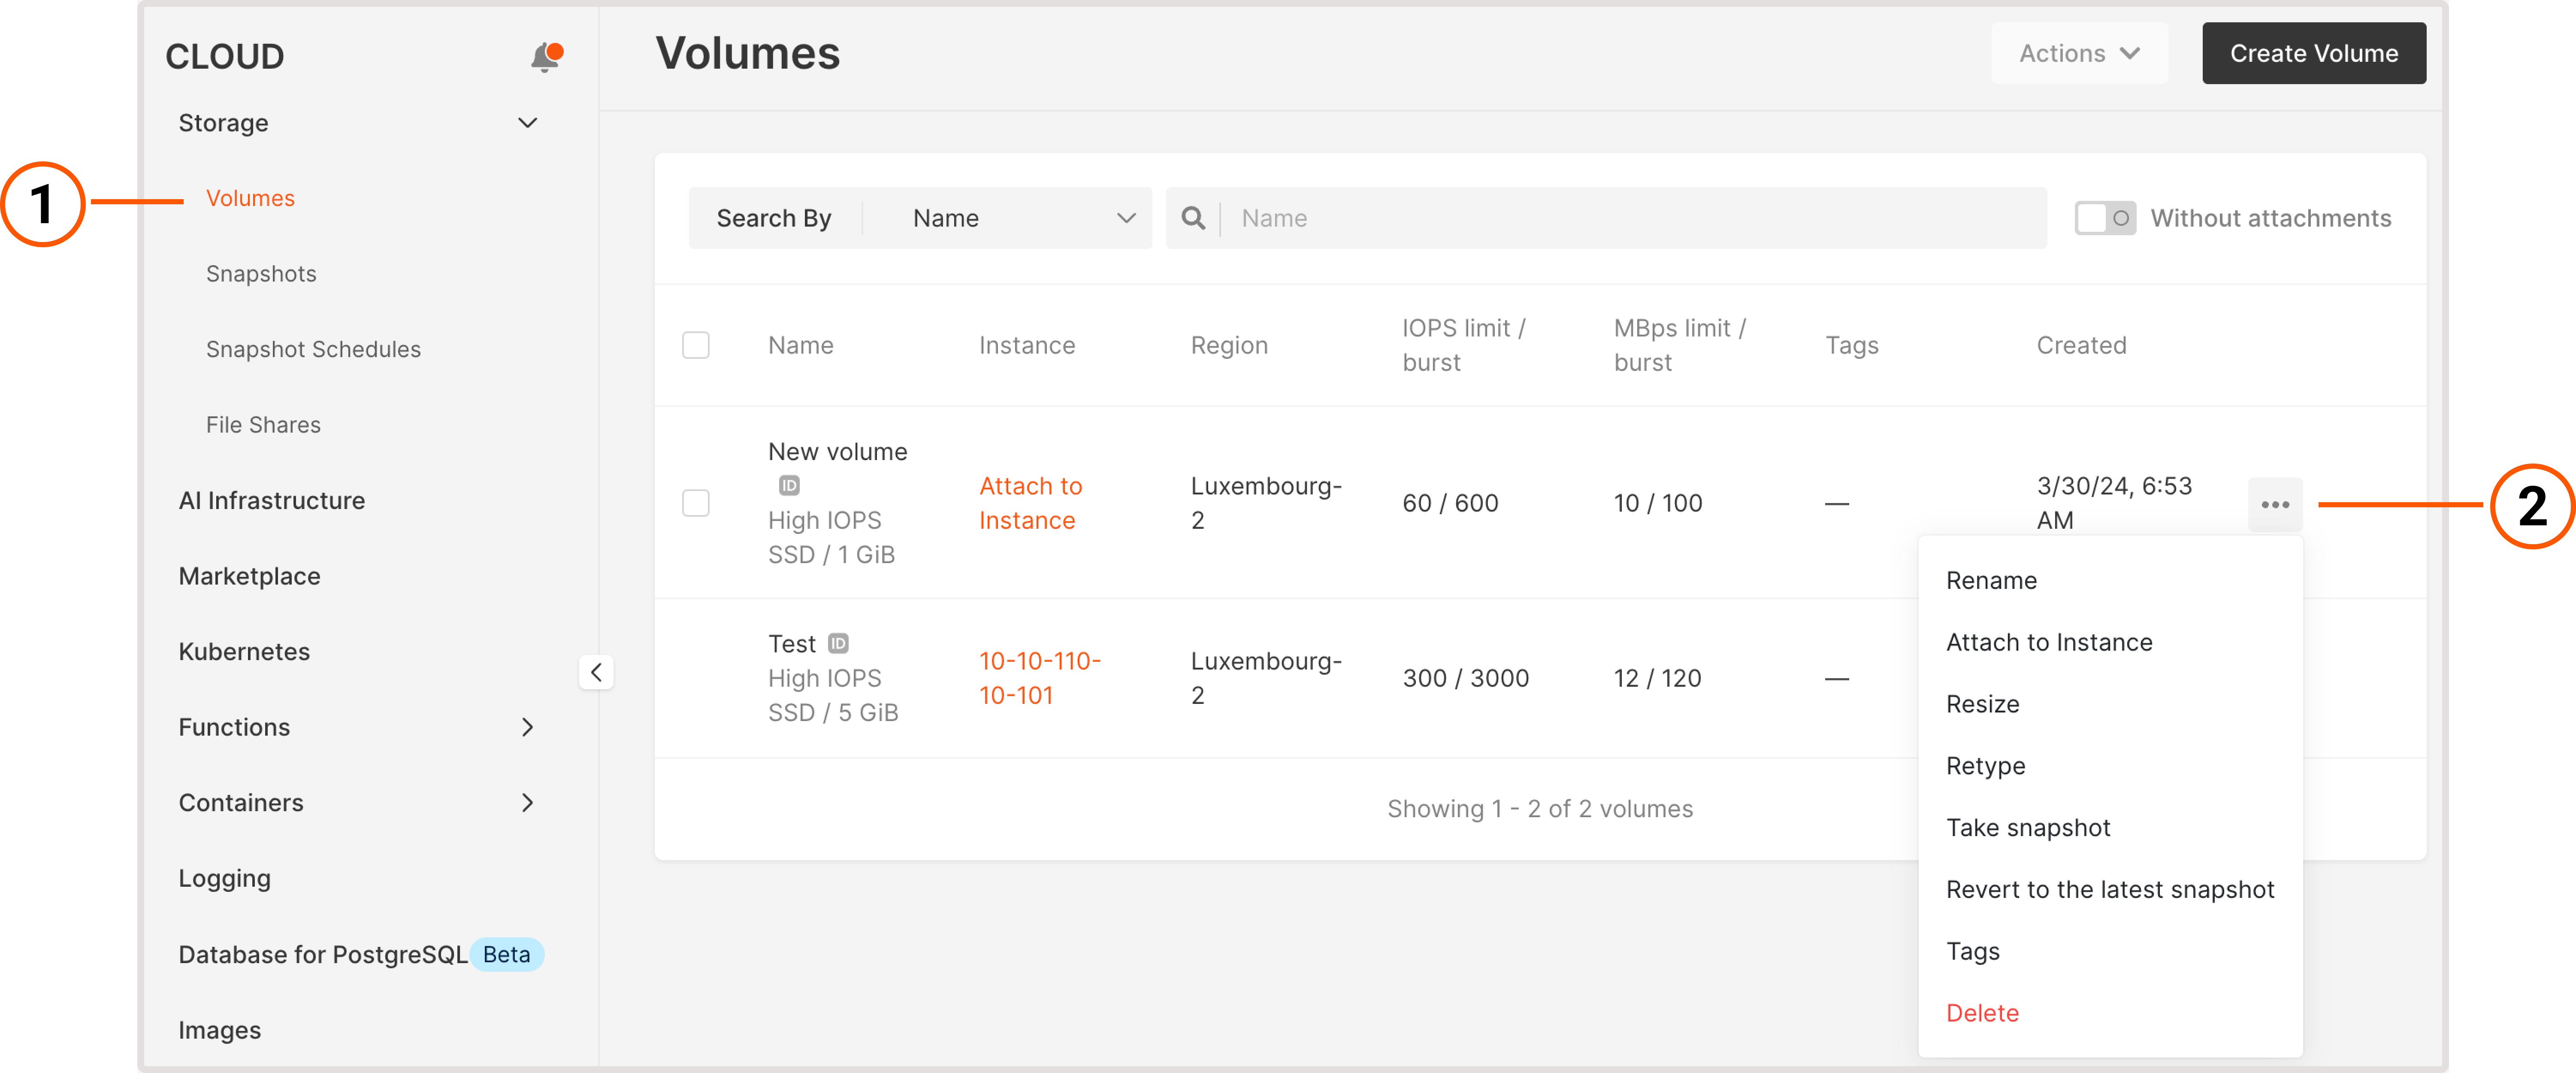 CLOUD
Storage
1
Volumes
Snapshots
Snapshot Schedules
File Shares
AI Infrastructure
Marketplace
Kubernetes
Functions
Containers
Logging
Database for PostgreSQL Beta
Images
Volumes
Actions
Create Volume
Search By Name
Name
Without attachments
Name
Instance
Region
IOPS limit /
burst
MBps limit /
burst
Tags
Created
New volume
ID
High IOPS
SSD / 1 GiB
Attach to
Instance
Luxembourg-
2
60 / 600
10 / 100
—
3/30/24, 6:53
AM
2
Test ID
High IOPS
SSD / 5 GiB
10-10-110-
10-101
Luxembourg-
2
300 / 3000
12 / 120
—
Showing 1 - 2 of 2 volumes
Rename
Attach to Instance
Resize
Retype
Take snapshot
Revert to the latest snapshot
Tags
Delete